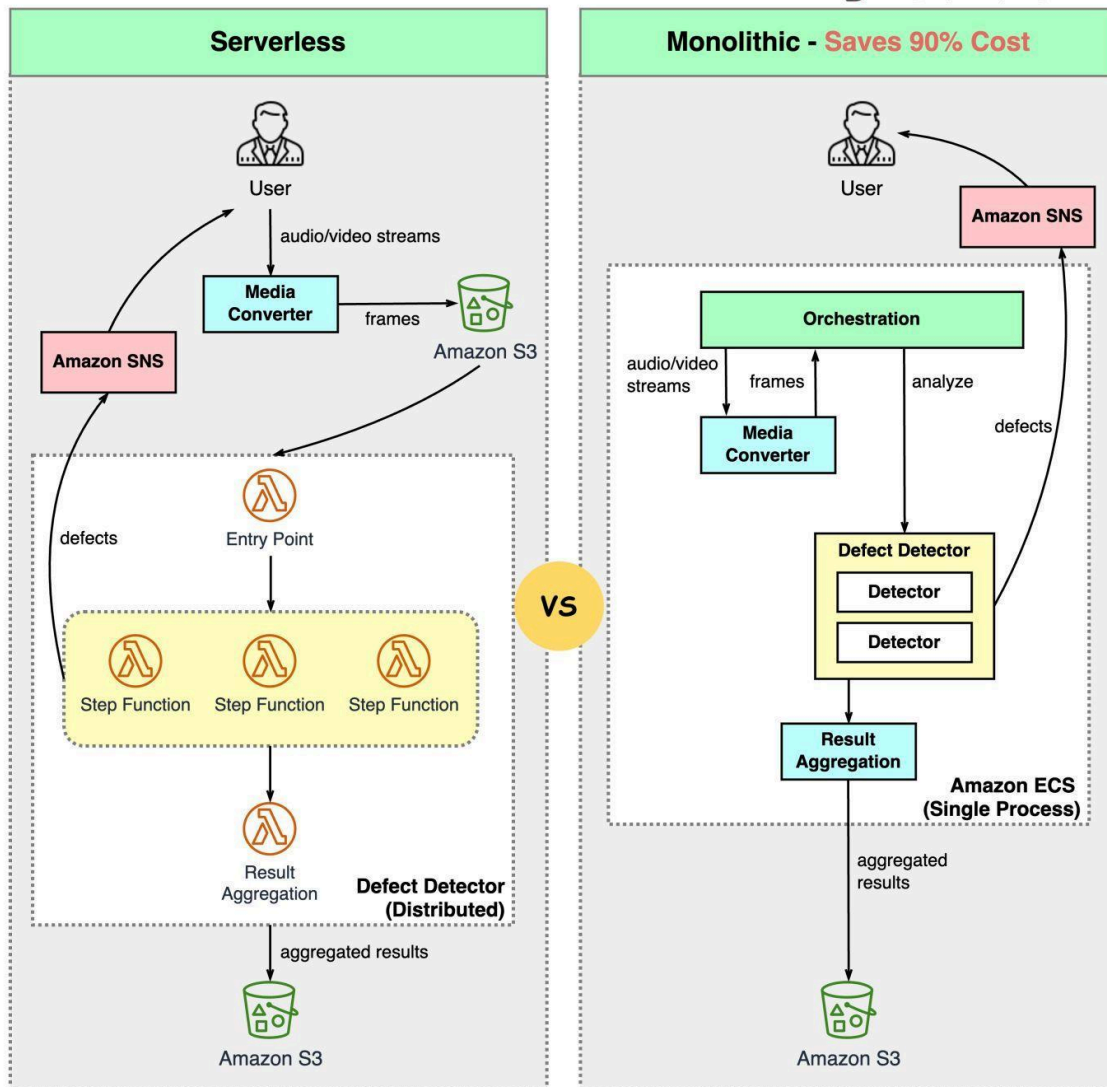 Serverless
User
audio/video streams
Media
Converter
frames
Amazon S3
Amazon SNS
defects
Entry Point
Step Function
Step Function
Step Function
Result
Aggregation
Defect Detector
(Distributed)
aggregated results
Amazon S3
VS
Monolithic - Saves 90% Cost
User
Amazon SNS
Orchestration
audio/video
streams
frames
analyze
Media
Converter
defects
Defect Detector
Detector
Detector
Result
Aggregation
Amazon ECS
(Single Process)
aggregated
results
Amazon S3